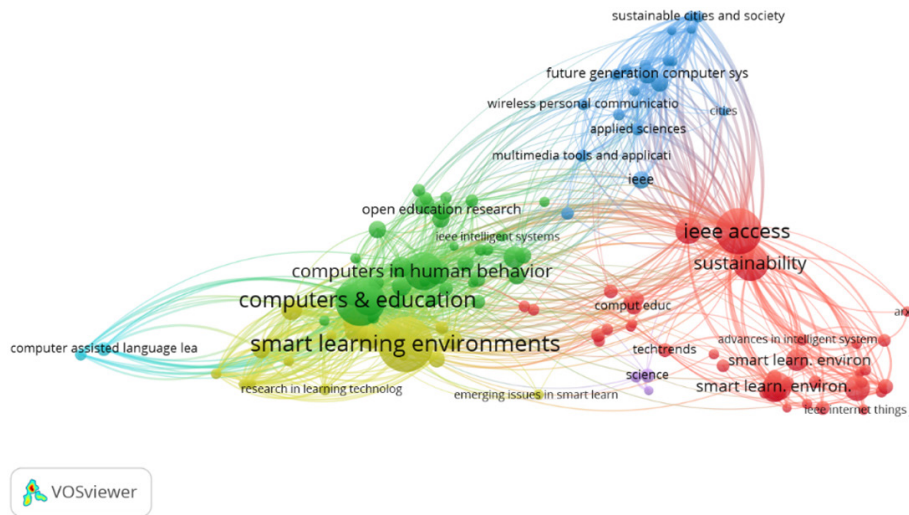 sustainable cities and society
future generation computer sys
wireless personal communicatio
cities
applied sciences
multimedia tools and applicati
ieee
open education research
ieee access
ieee intelligent systems
sustainability
computers in human behavior
computers & education
comput educ
arx
advances in intelligent system
smart learning environments
computer assisted language lea
techtrends
smart learn. environ
science
smart learn. environ.
research in learning technolog
emerging issues in smart learn
ieee internet things
VOSviewer